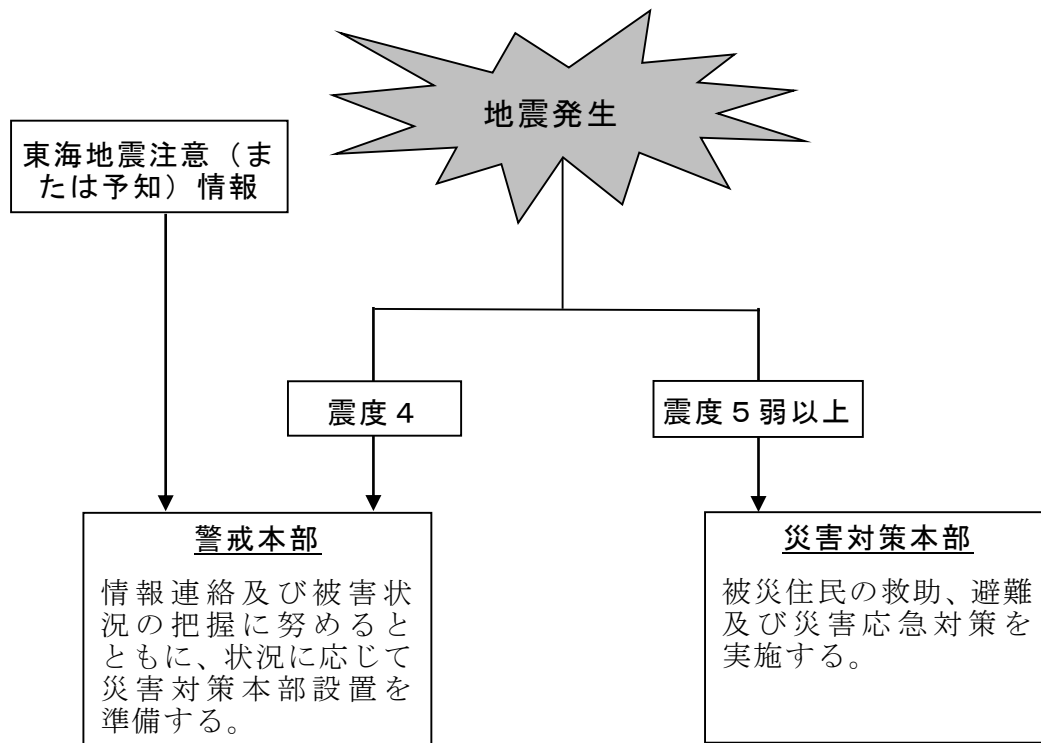 地震発生
東海地震注意（ま
たは予知）情報
震度４
震度５弱以上
警戒本部
情報連絡及び被害状
況の把握に努めると
ともに、状況に応じて
災害対策本部設置を
準備する。
災害対策本部
被災住民の救助、避難
及び災害応急対策を
実施する。